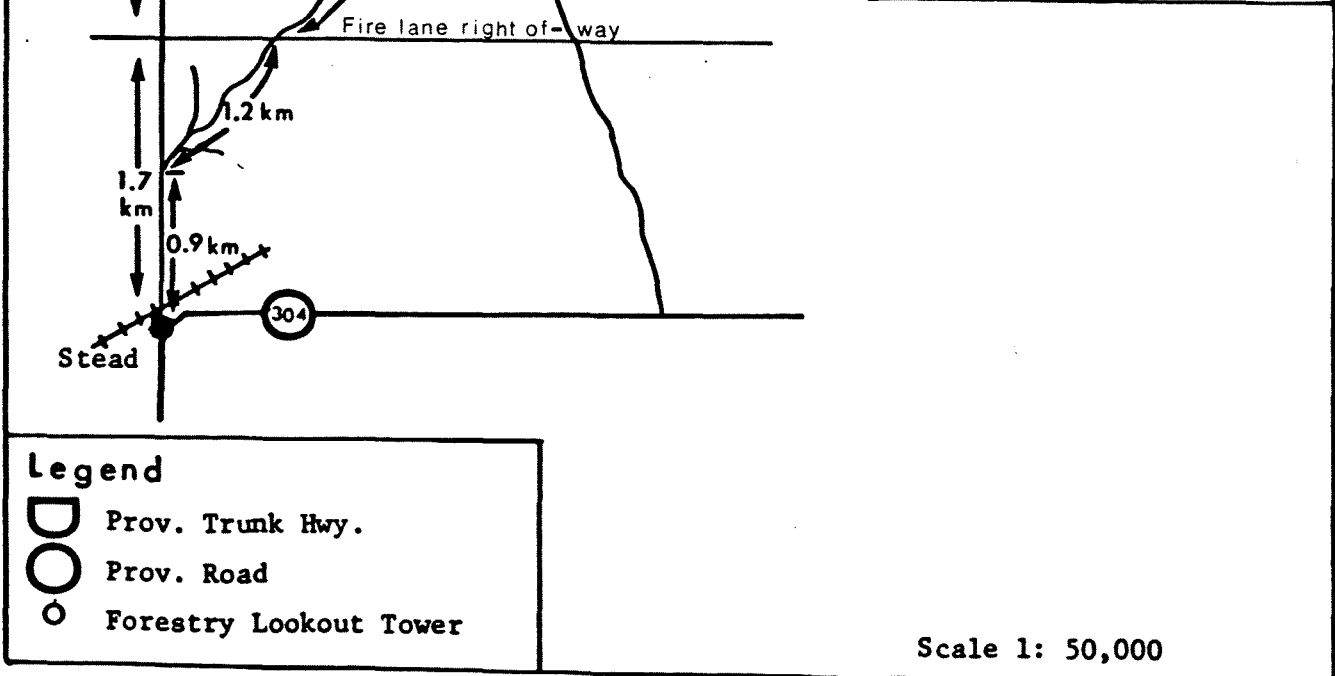 Fire lane right of-way
1.2 km
1.7
km
0.9 km
304
Stead
Legend
Prov. Trunk Hwy.
Prov. Road
Forestry Lookout Tower
Scale 1: 50,000